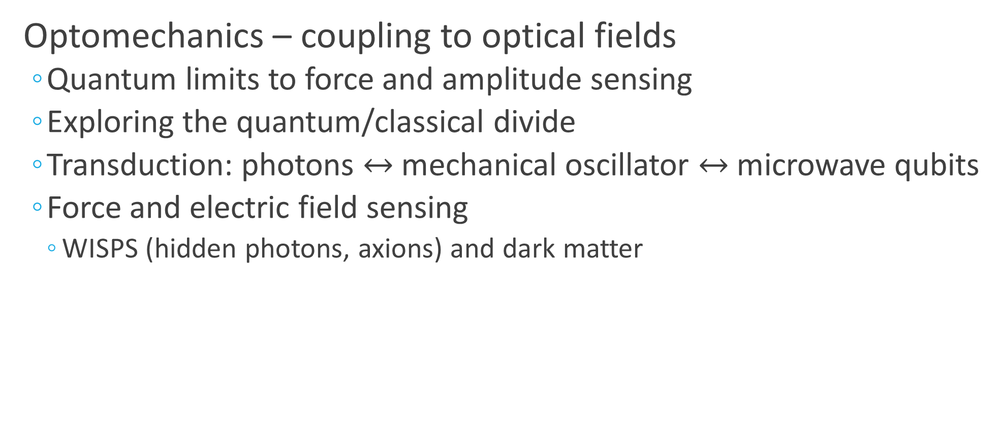 Optomechanics – coupling to optical fields
◦Quantum limits to force and amplitude sensing
◦Exploring the quantum/classical divide
◦Transduction: photons ↔ mechanical oscillator ↔ microwave qubits
◦Force and electric field sensing
◦ WISPS (hidden photons, axions) and dark matter